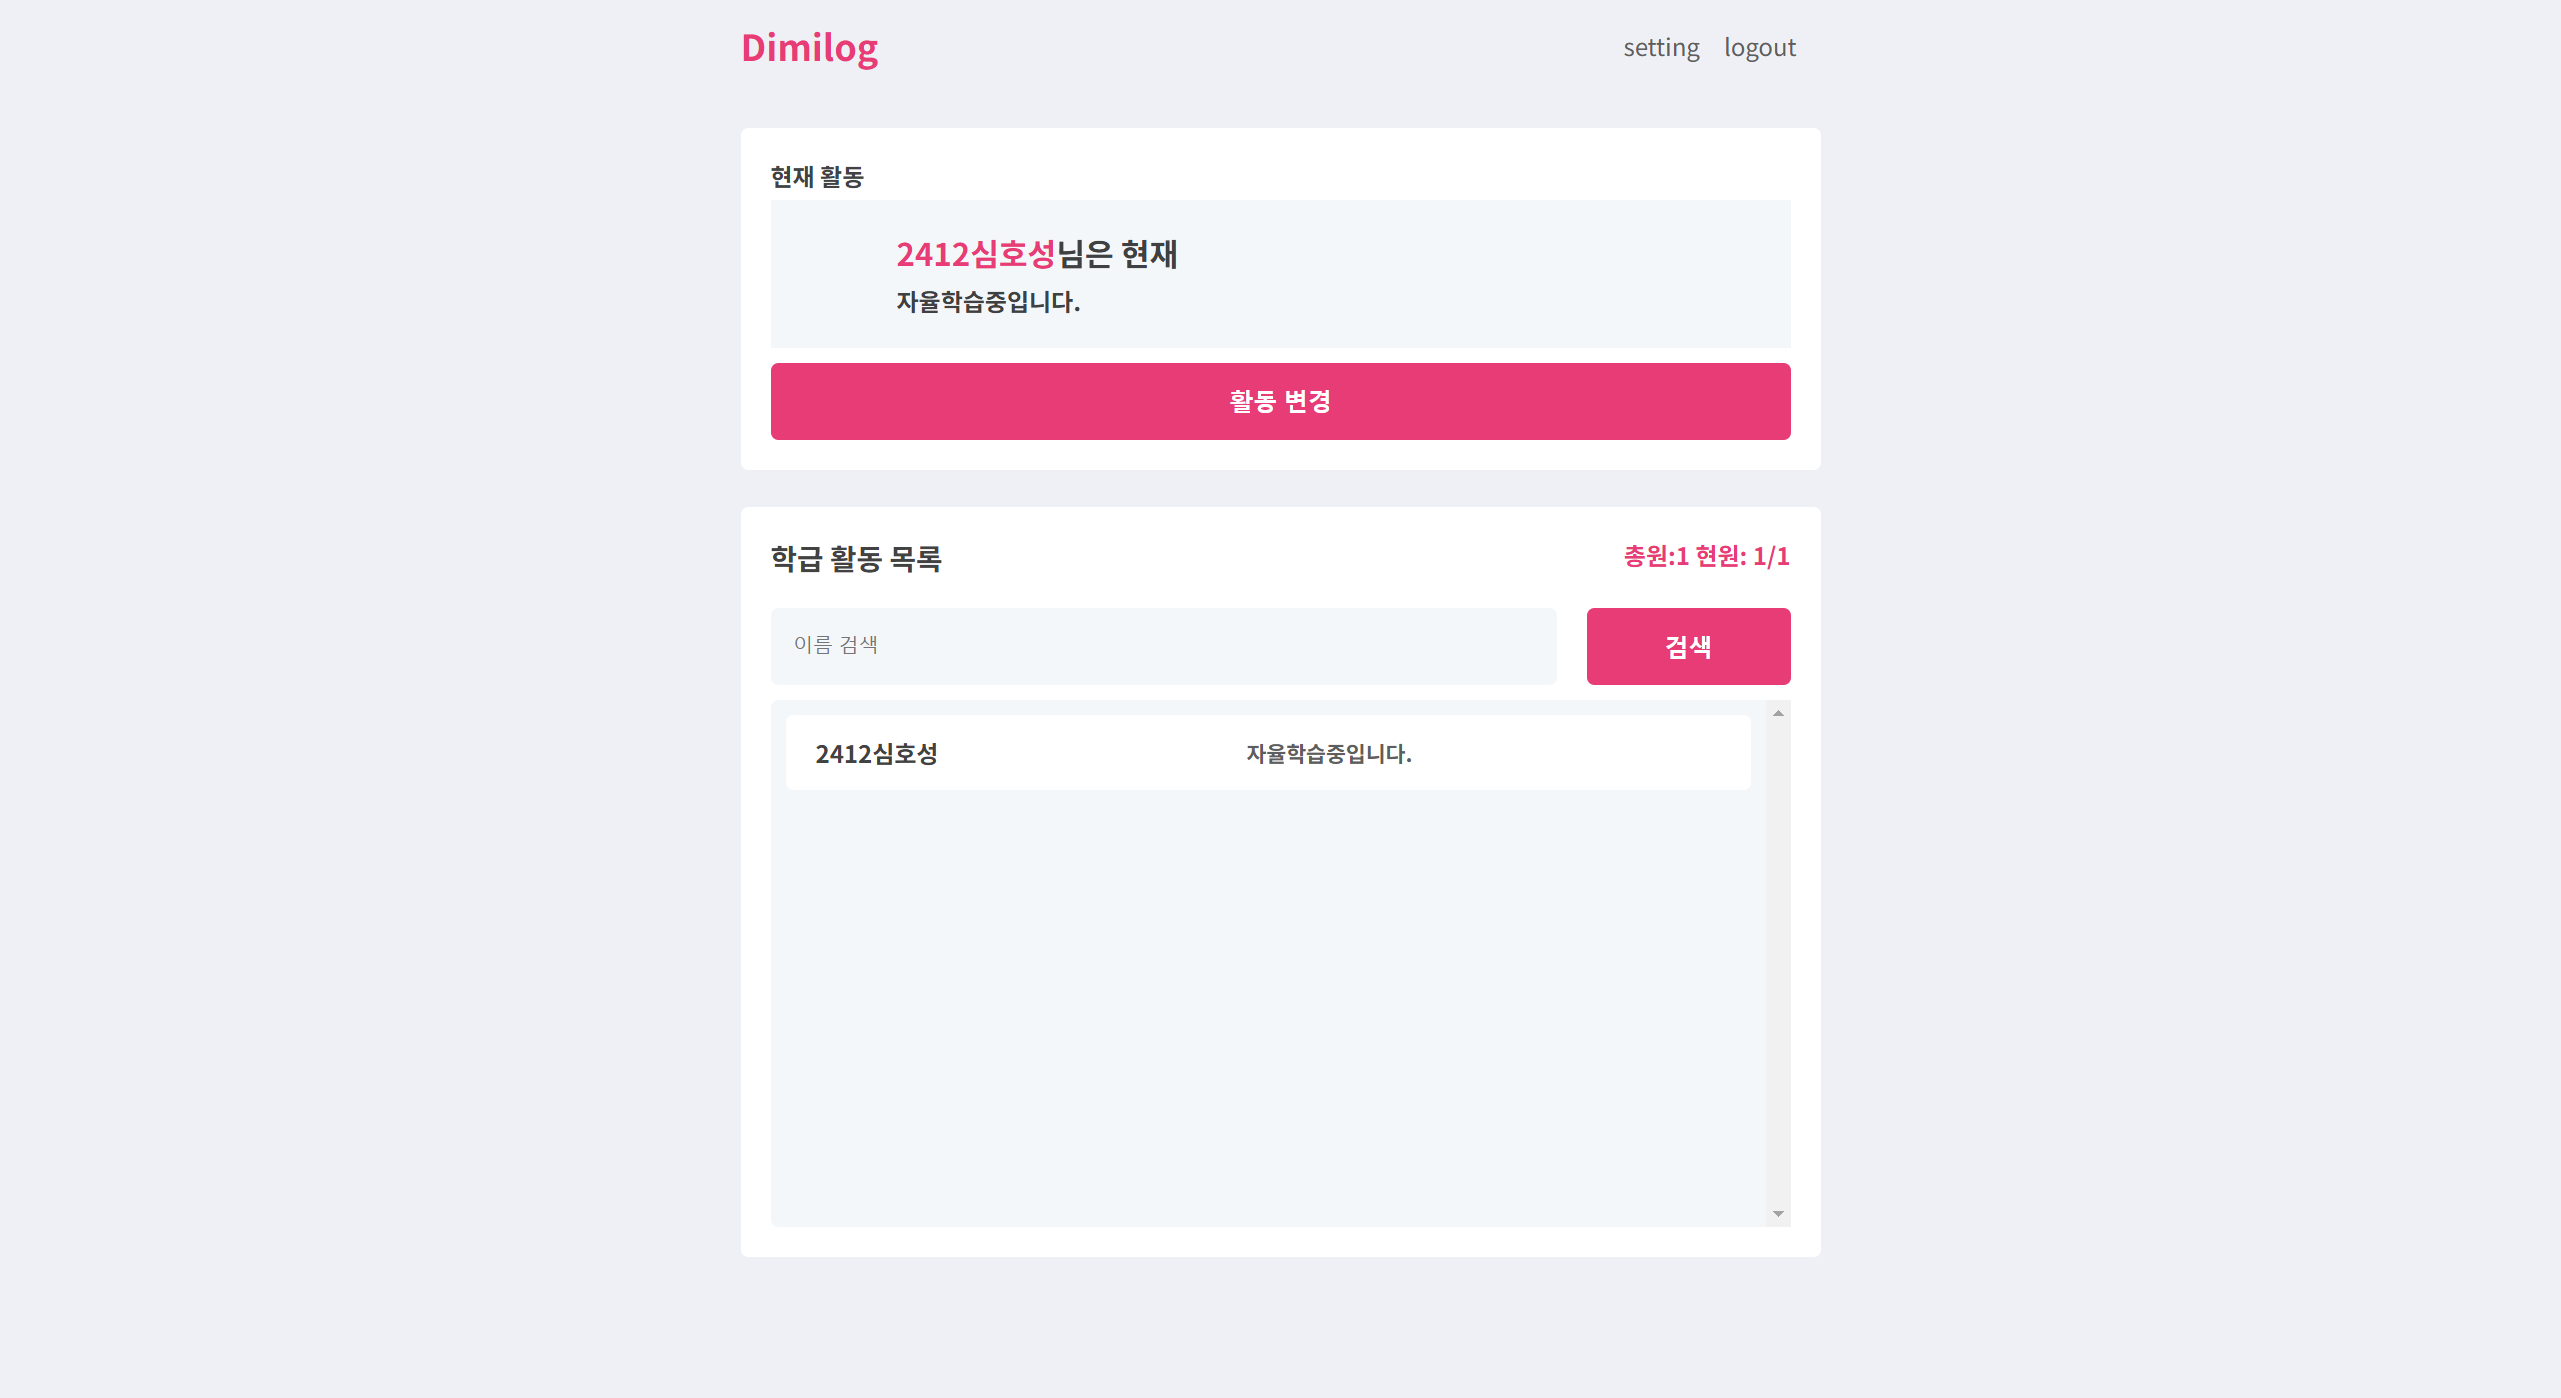 Dimilog
setting logout
현재 활동
2412심호성님은 현재
자율학습중입니다.
활동 변경
학급 활동 목록
총원:1 현원: 1/1
이름 검색
검색
2412심호성
자율학습중입니다.